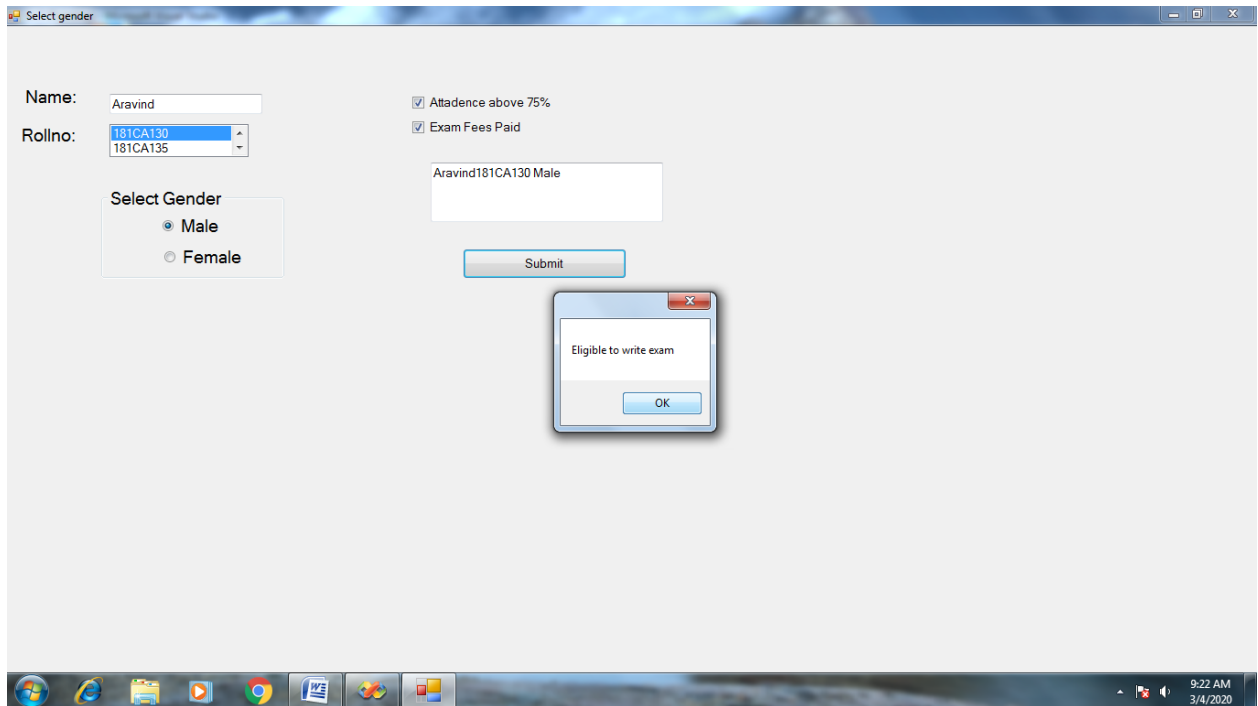 Select gender
Name:
Aravind
Rollno:
181CA130
181CA135
Select Gender
Male
Female
Attadence above 75%
Exam Fees Paid
Aravind181CA130 Male
Submit
Eligible to write exam
OK
9:22 AM
3/4/2020